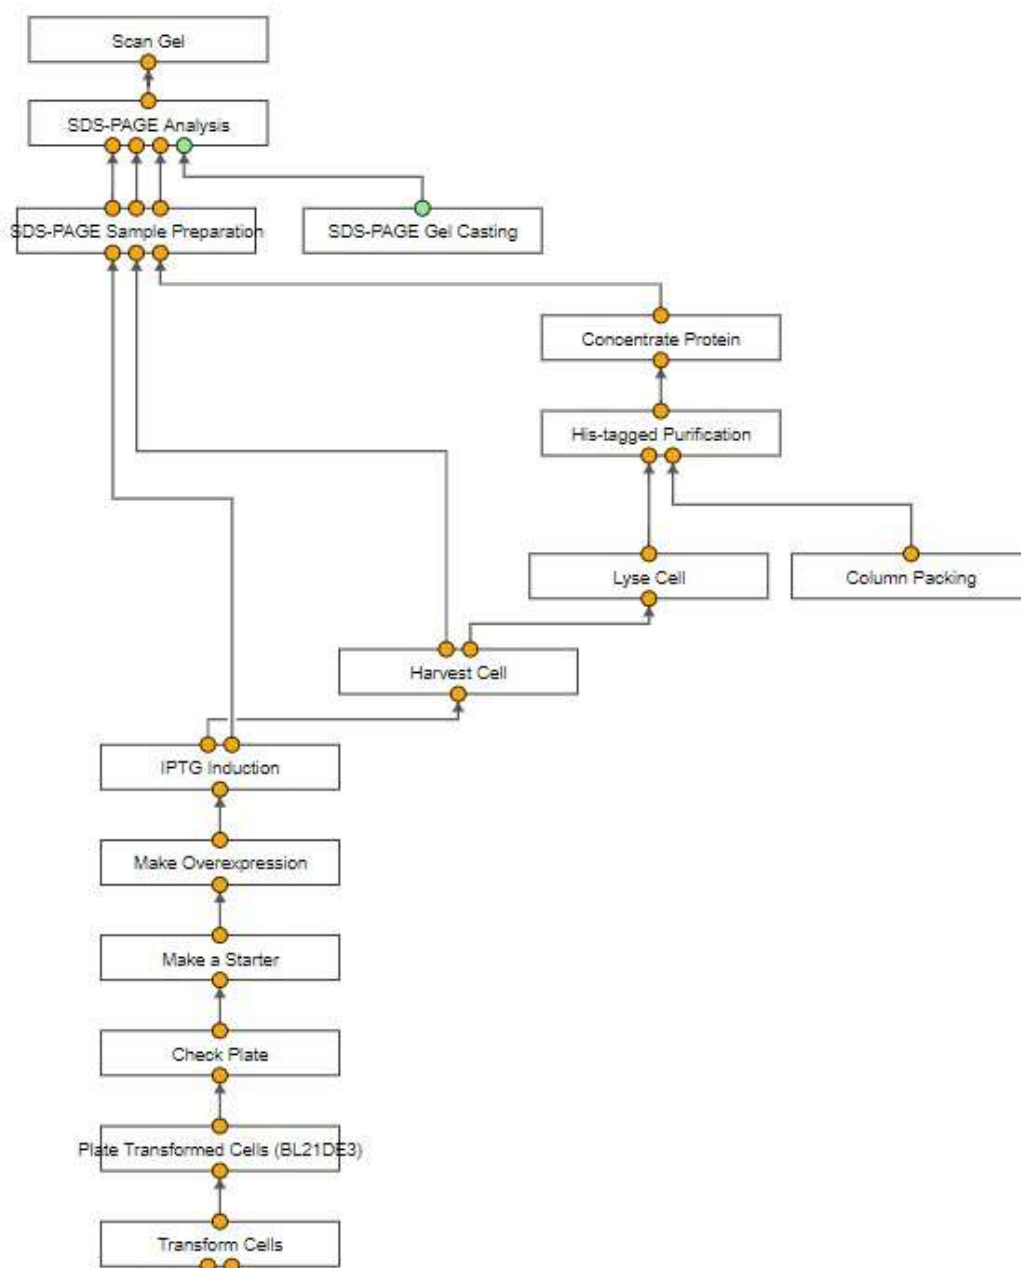 Scan Gel
SDS-PAGE Analysis
SDS-PAGE Sample Preparation
SDS-PAGE Gel Casting
Concentrate Protein
His-tagged Purification
Lyse Cell
Column Packing
Harvest Cell
IPTG Induction
Make Overexpression
Make a Starter
Check Plate
Plate Transformed Cells (BL21DE3)
Transform Cells